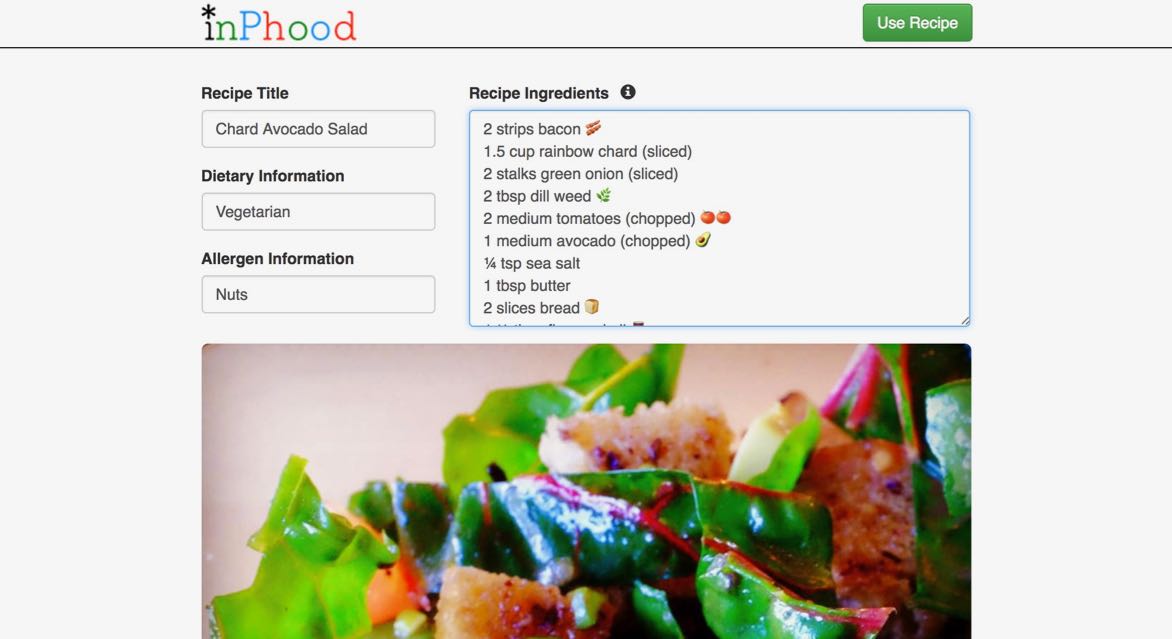 *inPhood
Use Recipe
Recipe Title
Chard Avocado Salad
Dietary Information
Vegetarian
Allergen Information
Nuts
Recipe Ingredients
2 strips bacon 🥓
1.5 cup rainbow chard (sliced)
2 stalks green onion (sliced)
2 tbsp dill weed 🌿
2 medium tomatoes (chopped) 🍅🍅
1 medium avocado (chopped) 🥑
¼ tsp sea salt
1 tbsp butter
2 slices bread 🍞